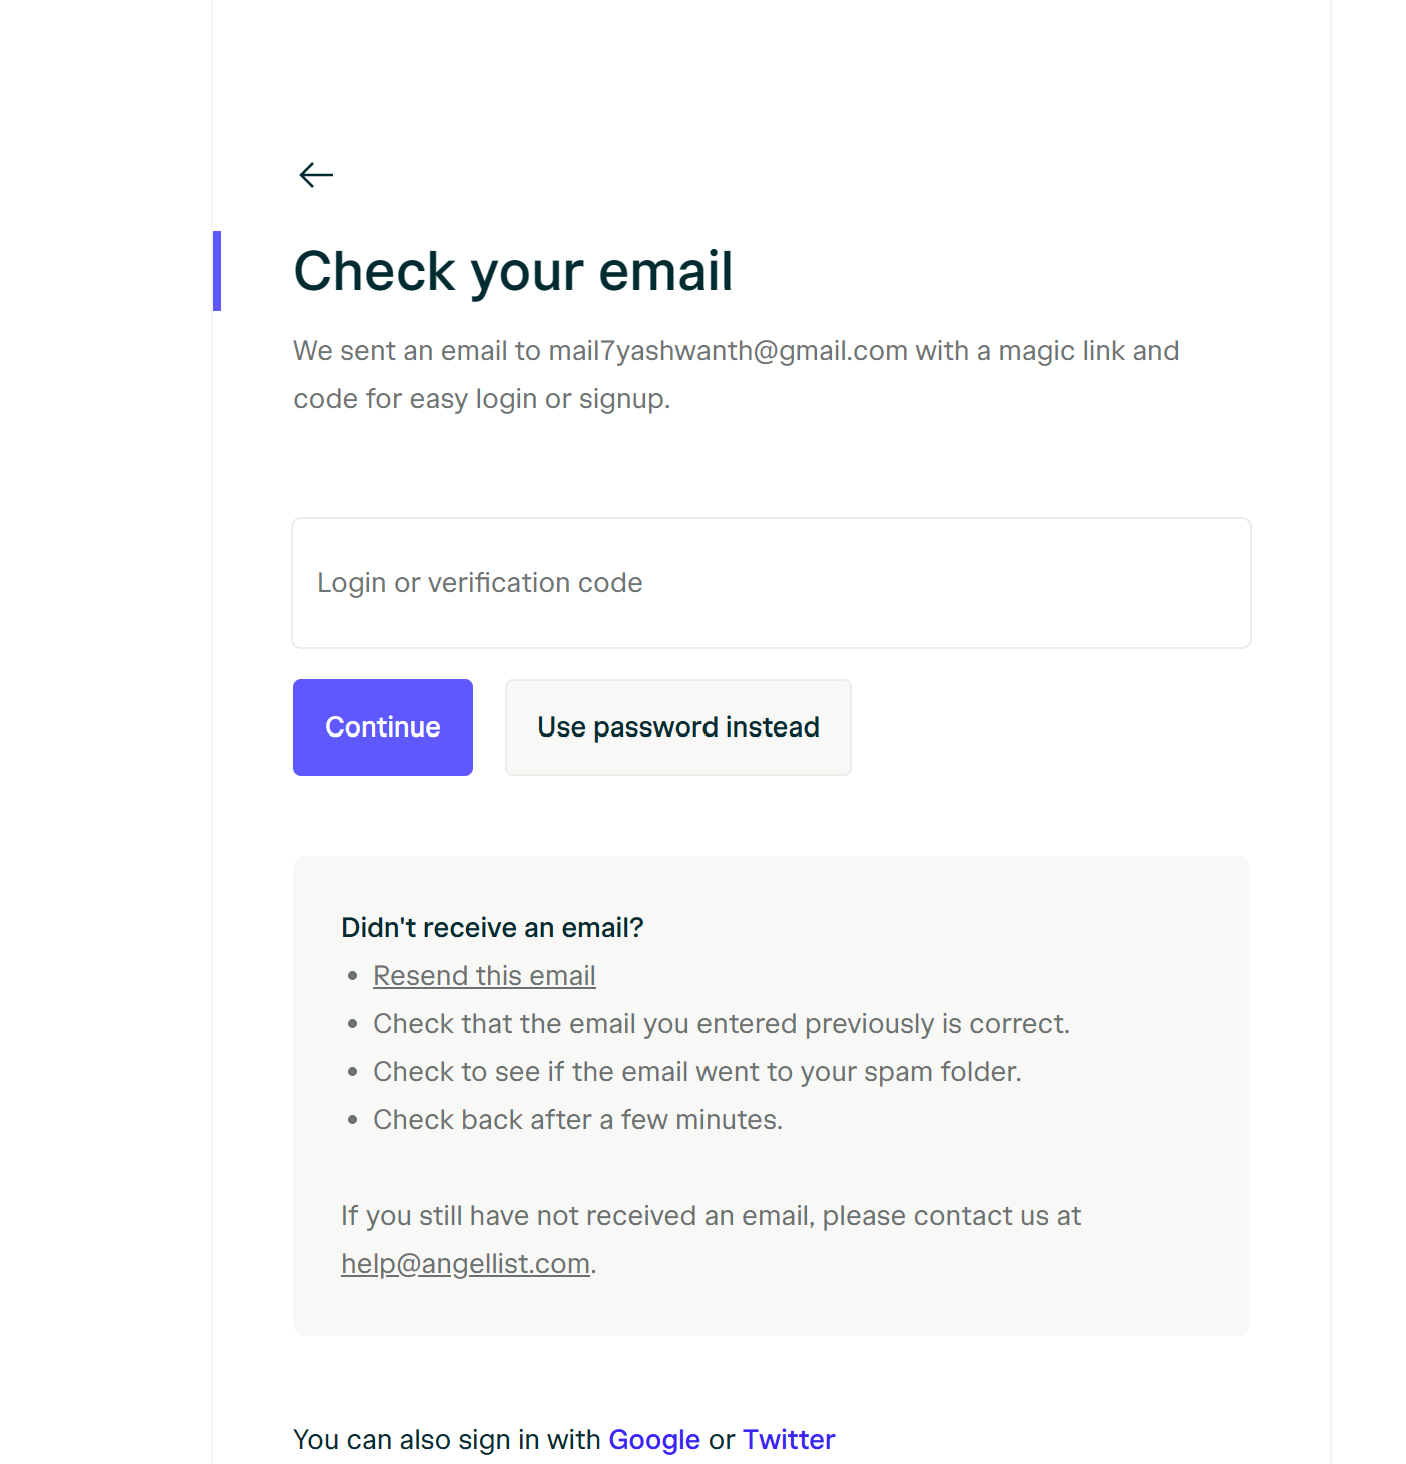 Check your email
We sent an email to mail7yashwanth@gmail.com with a magic link and
code for easy login or signup.
Login or verification code
Continue
Use password instead
Didn't receive an email?
• Resend this email
• Check that the email you entered previously is correct.
• Check to see if the email went to your spam folder.
• Check back after a few minutes.
If you still have not received an email, please contact us at
help@angellist.com.
You can also sign in with Google or Twitter